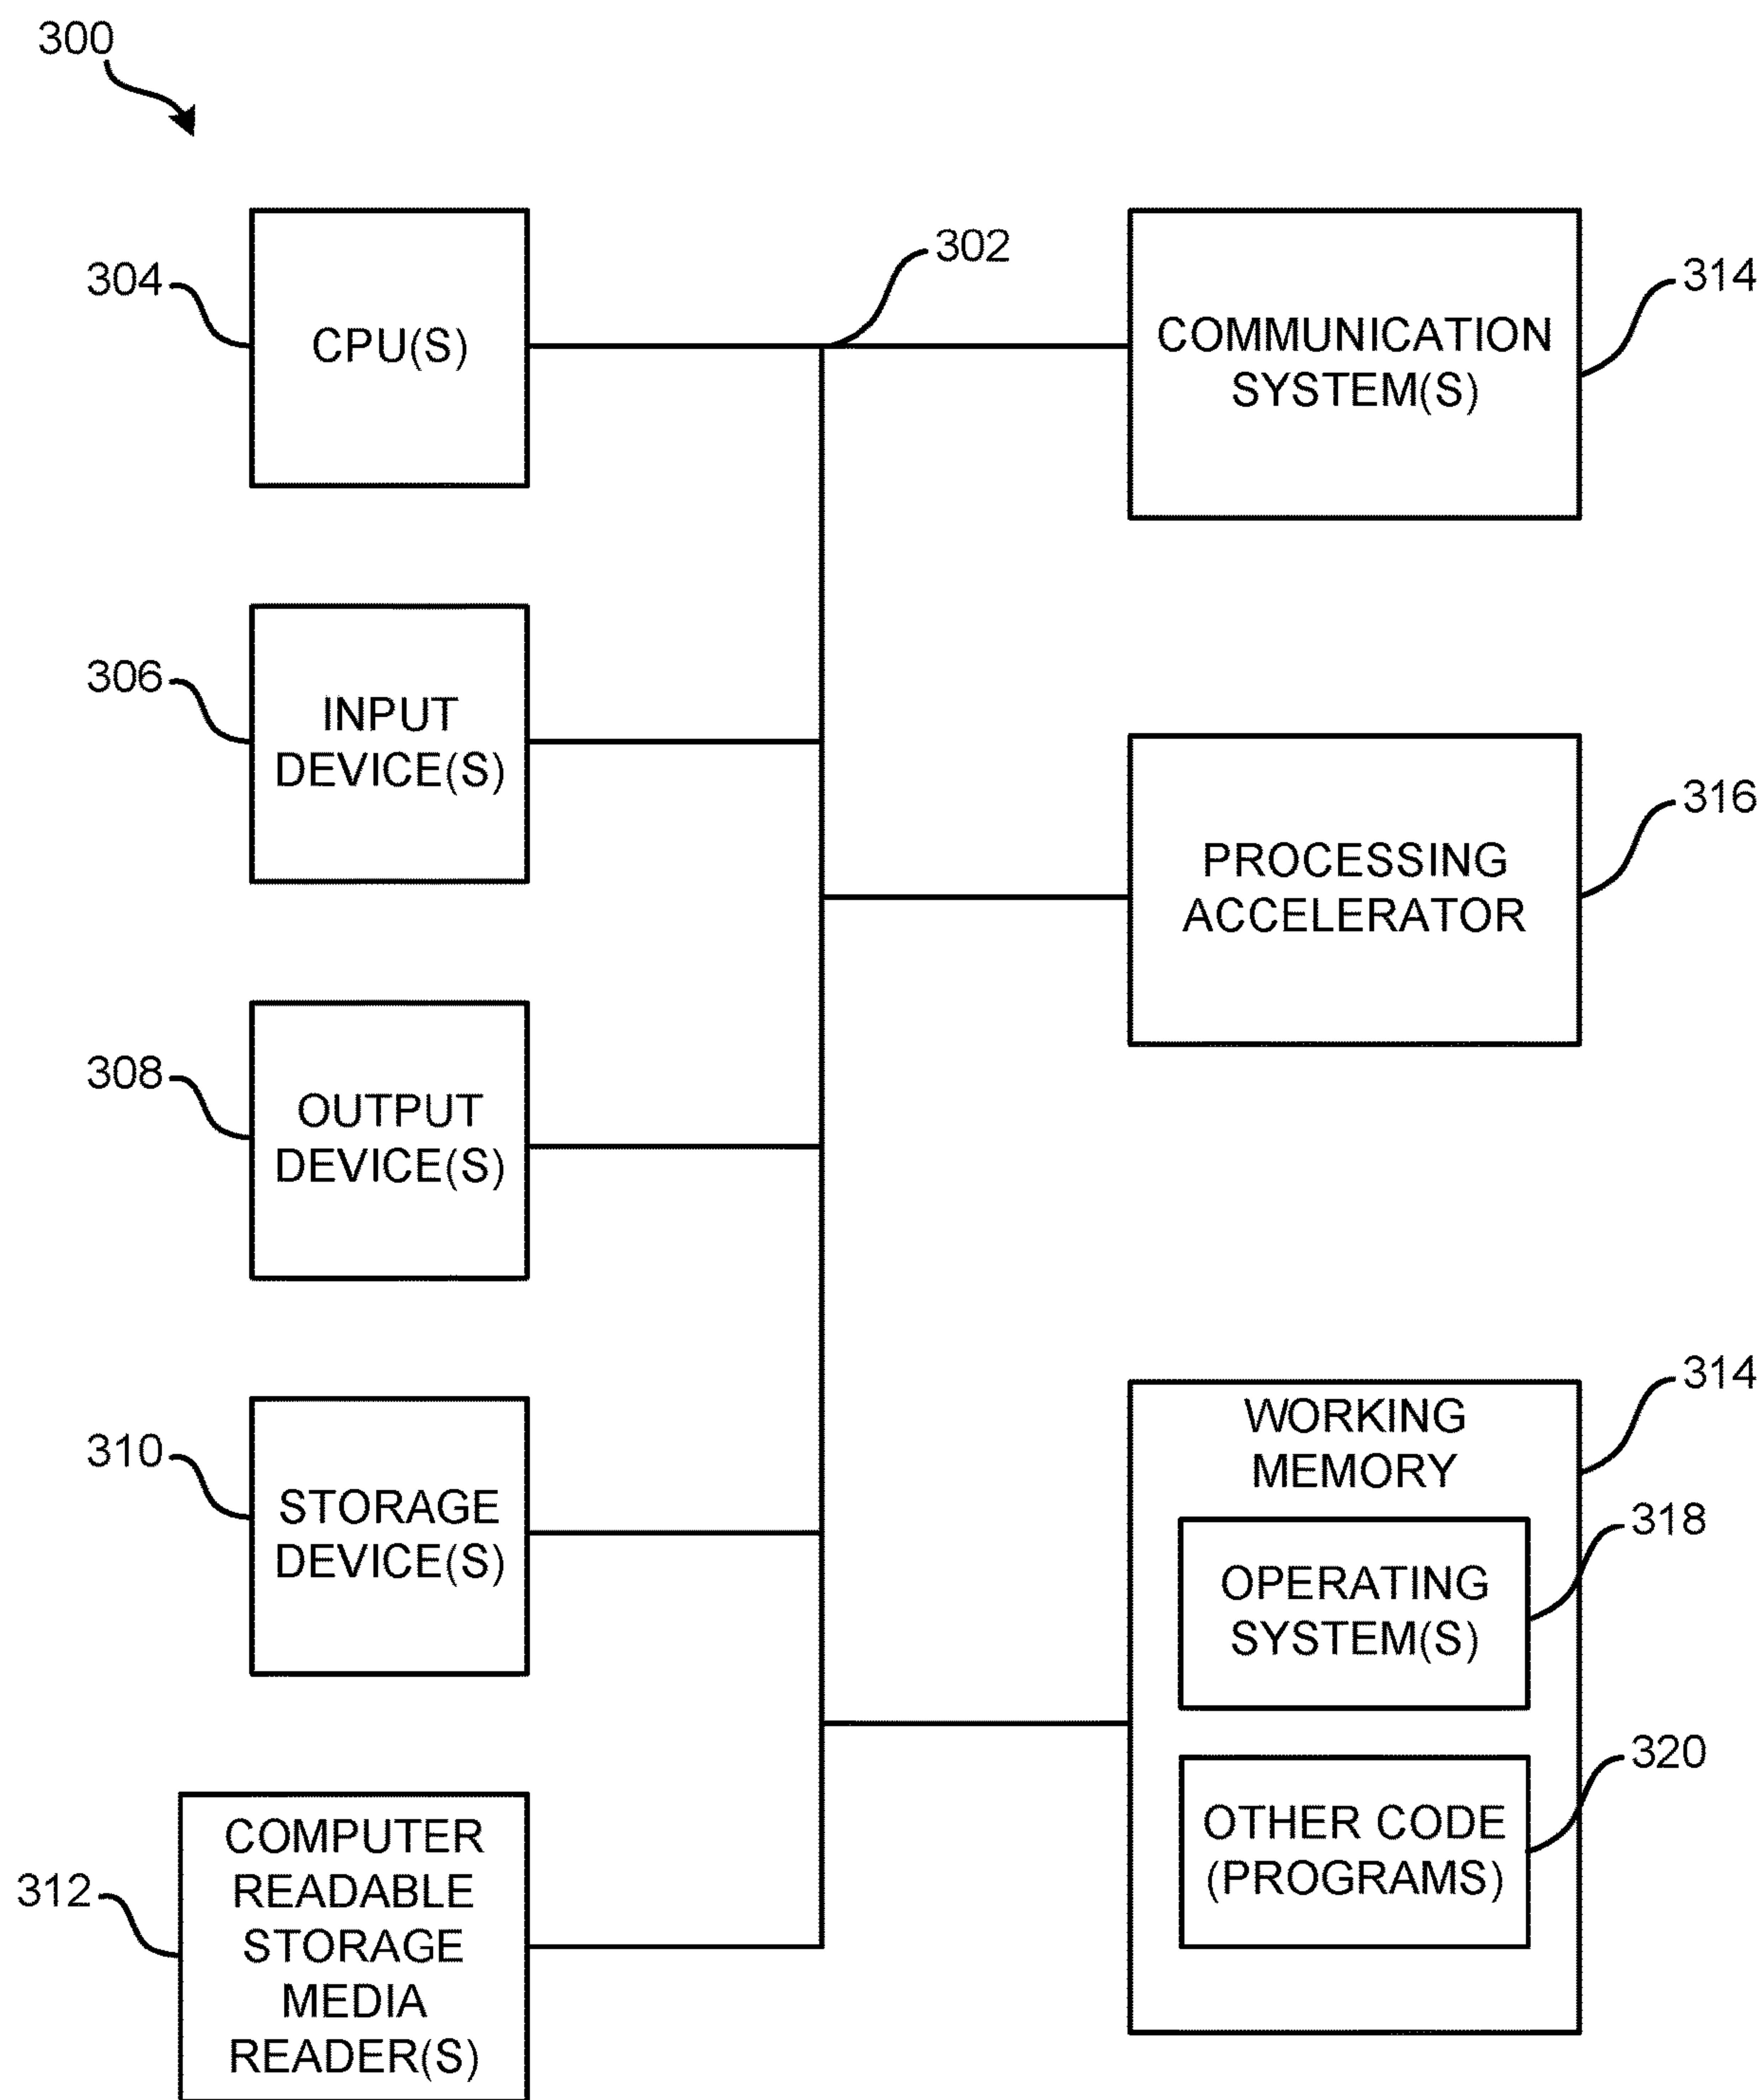 300
304
CPU(S)
302
COMMUNICATION
SYSTEM(S)
314
306
INPUT
DEVICE(S)
PROCESSING
ACCELERATOR
316
308
OUTPUT
DEVICE(S)
310
STORAGE
DEVICE(S)
WORKING
MEMORY
314
OPERATING
SYSTEM(S)
318
OTHER CODE
(PROGRAMS)
320
312
COMPUTER
READABLE
STORAGE
MEDIA
READER(S)